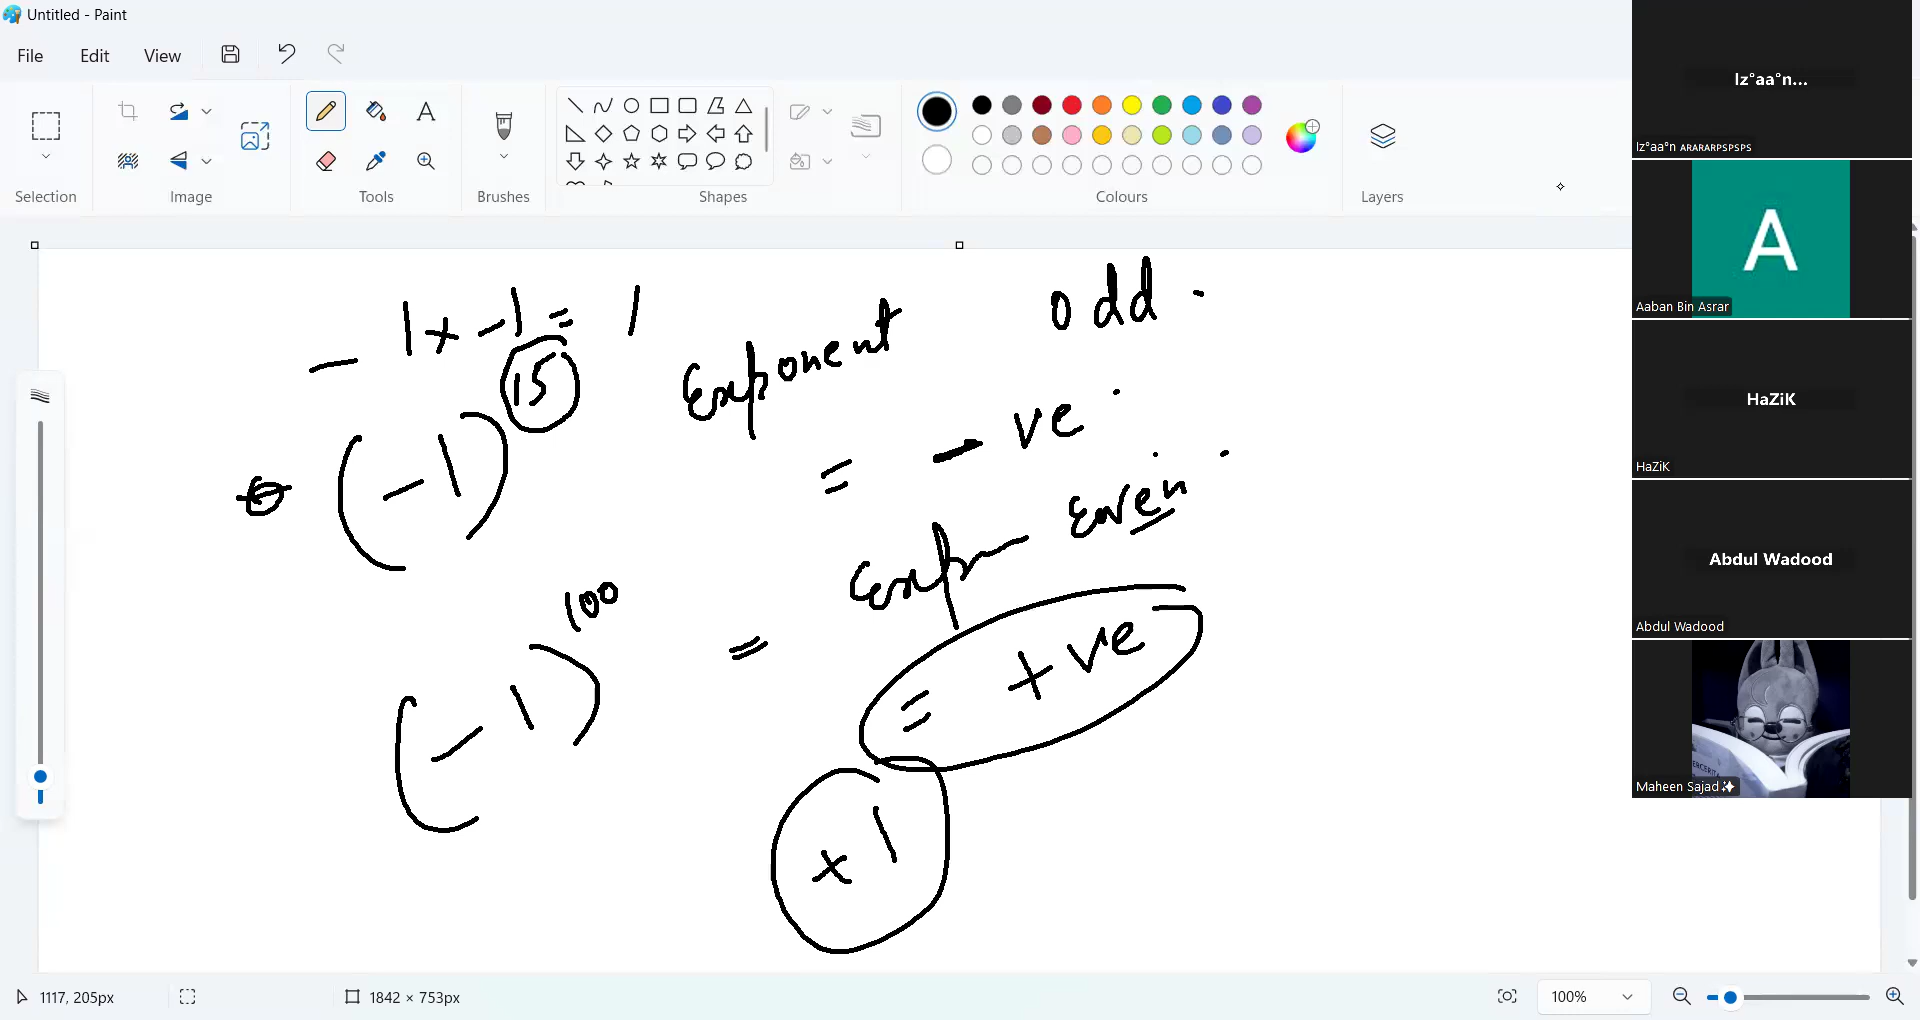 Untitled - Paint
File Edit View
Selection Image Tools Brushes Shapes Colours Layers
- 1 x -1 = 1
Exponent odd .
(-1) 15
= - ve .
Expn Even .
(-1) 100 =
= + ve
+ 1
Iz°aa°n...
Iz°aa°n ARARARPSPSPS
A
Aaban Bin Asrar
HaZiK
HaZiK
Abdul Wadood
Abdul Wadood
Maheen Sajad✨
1117, 205px 1842 × 753px 100%